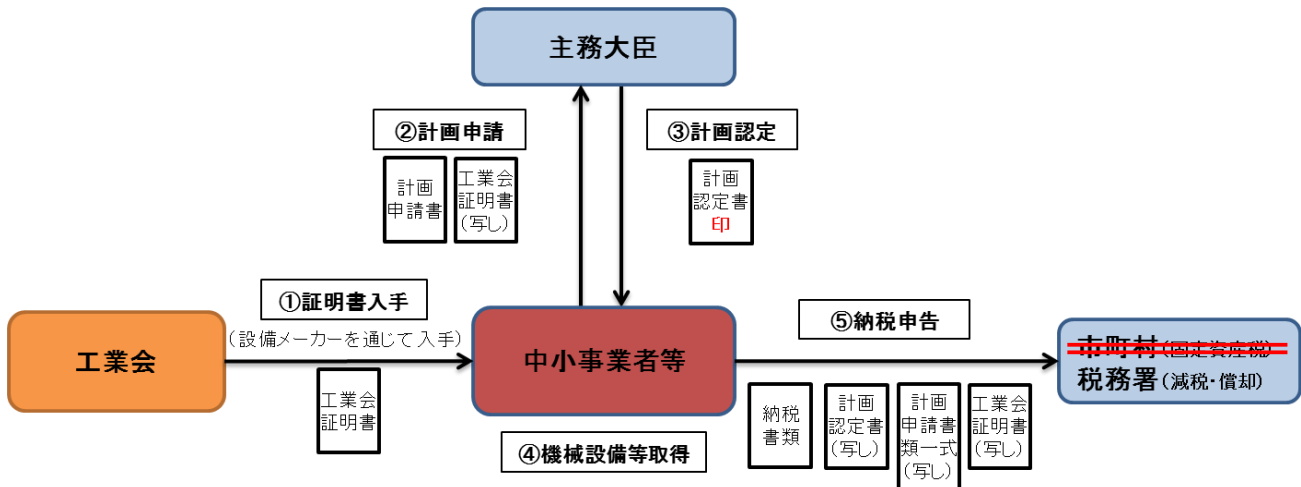 主務大臣
②計画申請
計画
申請書
工業会
証明書
(写し)
③計画認定
計画
認定書
印
①証明書入手
(設備メーカーを通じて入手)
工業会
工業会
証明書
中小事業者等
④機械設備等取得
⑤納税申告
納税
書類
計画
認定書
(写し)
計画
申請書
類一式
(写し)
工業会
証明書
(写し)
市町村(固定資産税)
税務署(減税・償却)